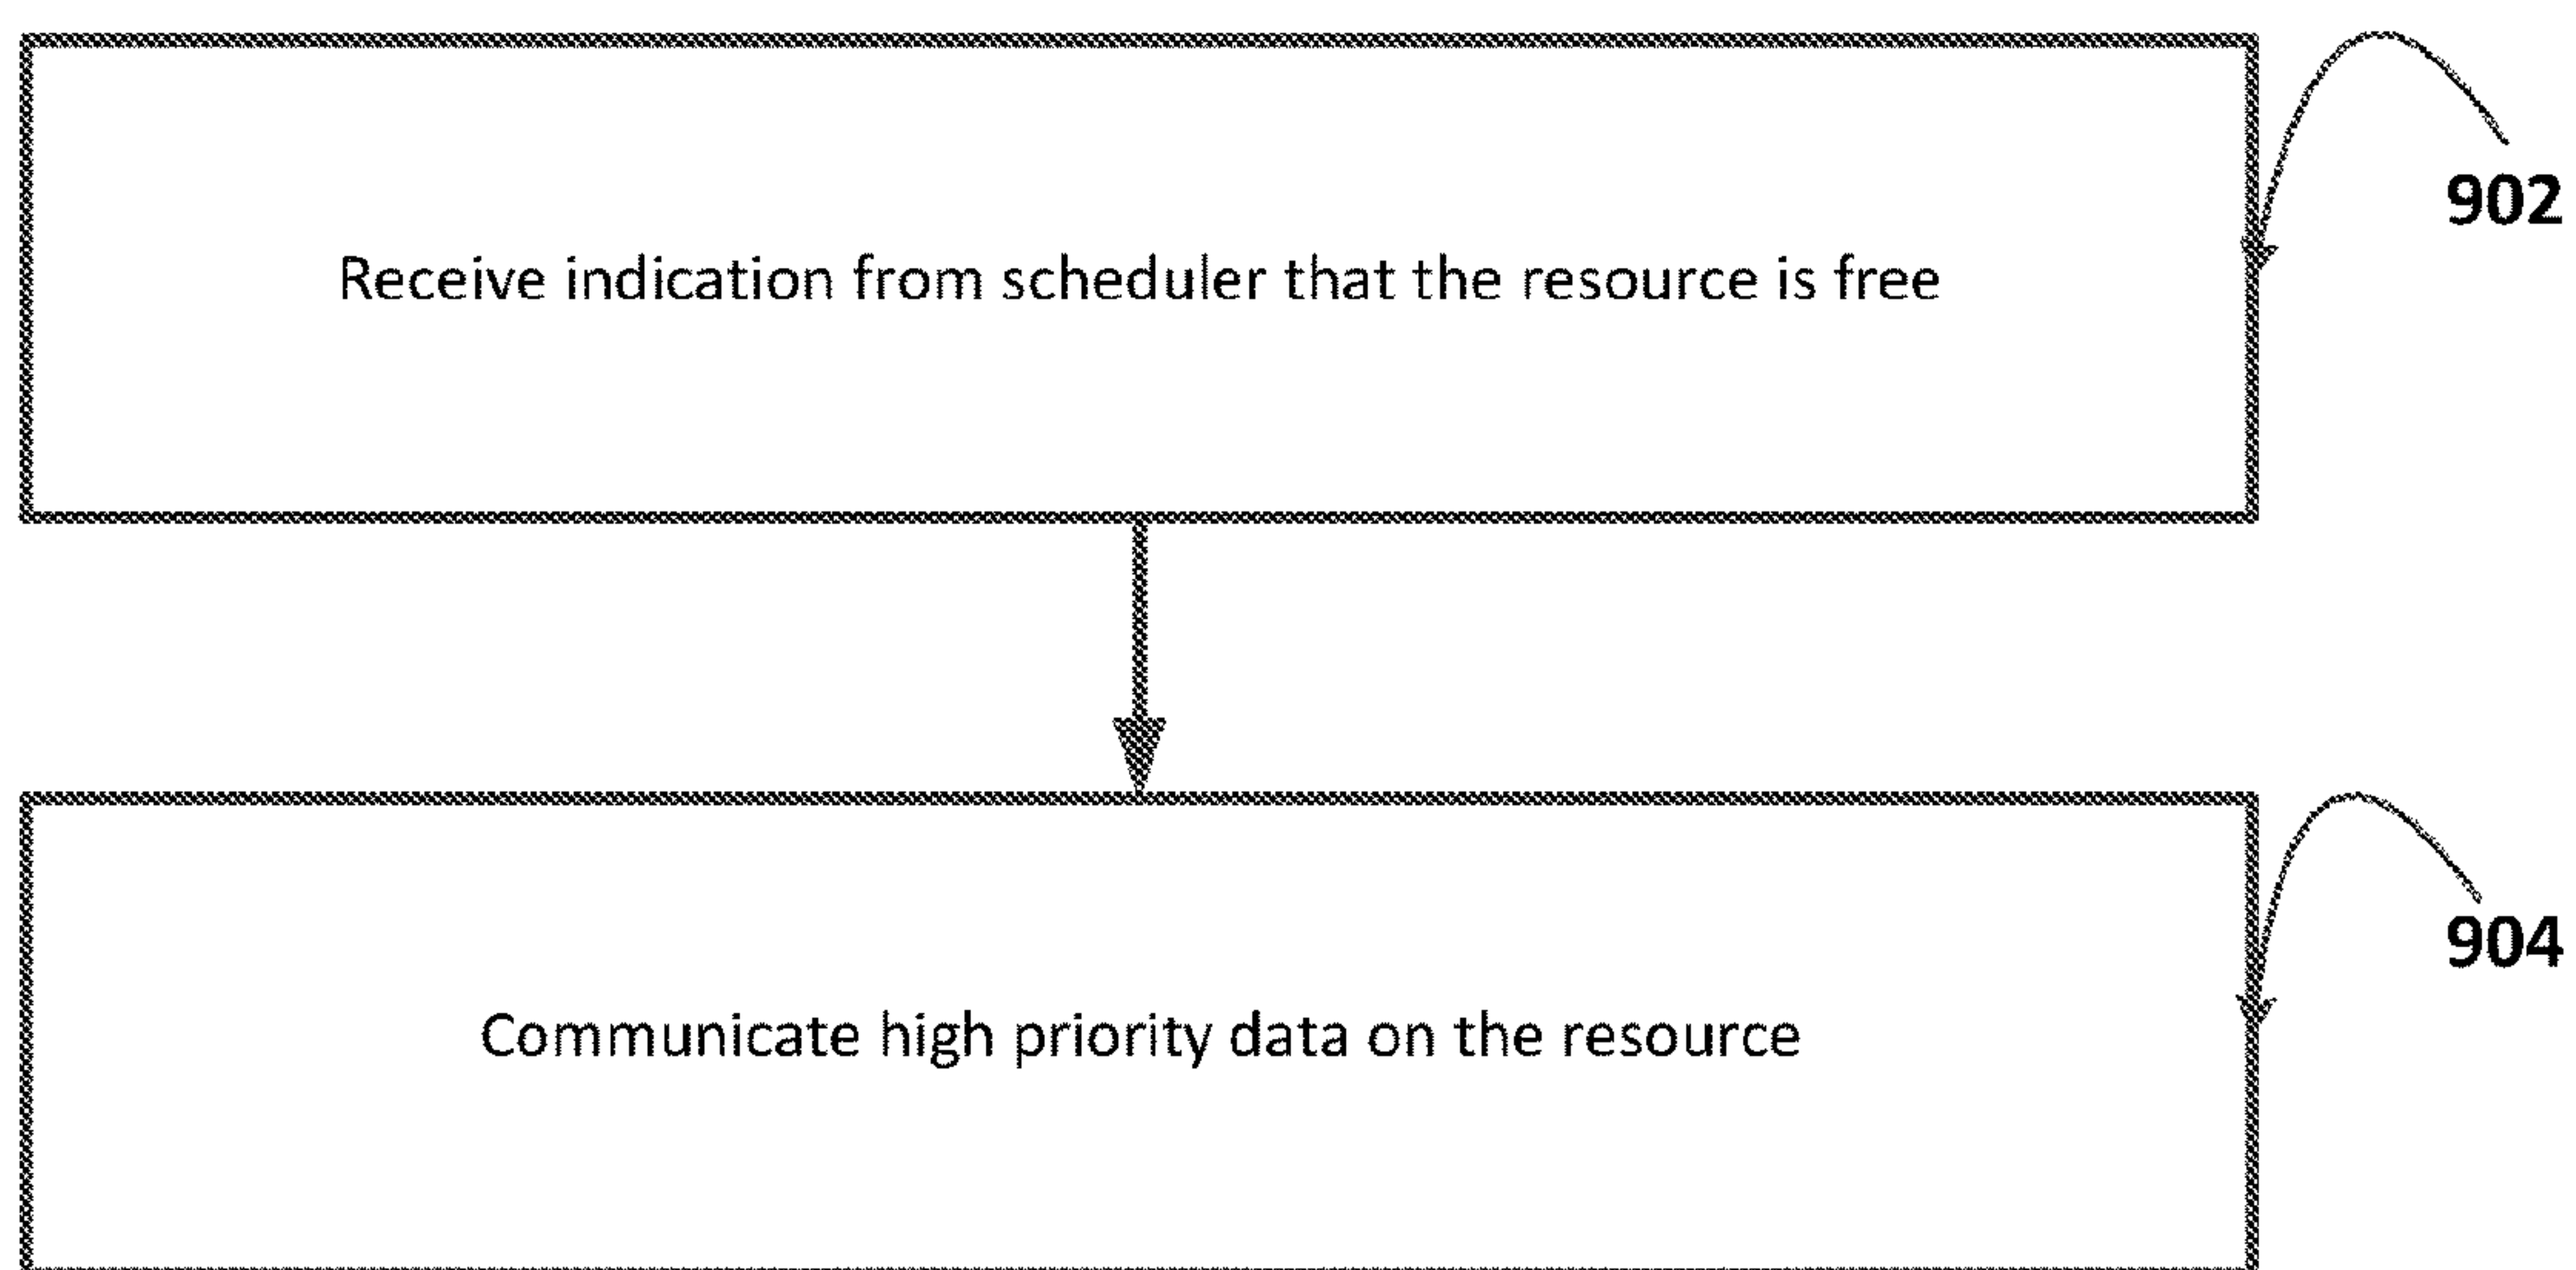 902
Receive indication from scheduler that the resource is free
904
Communicate high priority data on the resource